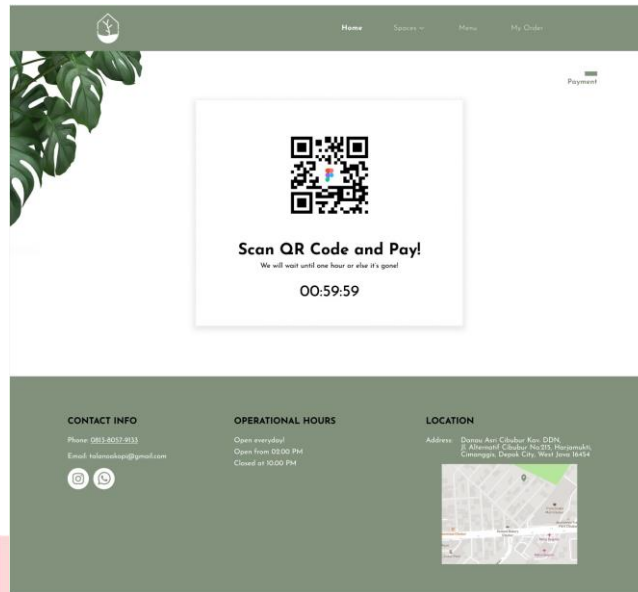 Home Spaces Menu My Order
Payment
Scan QR Code and Pay!
We will wait until one hour or else it's gone!
00:59:59
CONTACT INFO
Phone: 0813-8057-9133
Email: talanaakopi@gmail.com
OPERATIONAL HOURS
Open everyday!
Open from 02:00 PM
Closed at 10:00 PM
LOCATION
Address: Danau Asri Cibubur Kav. DDN,
Jl. Alternatif Cibubur No.215, Harjamukti,
Cimanggis, Depok City, West Java 16454